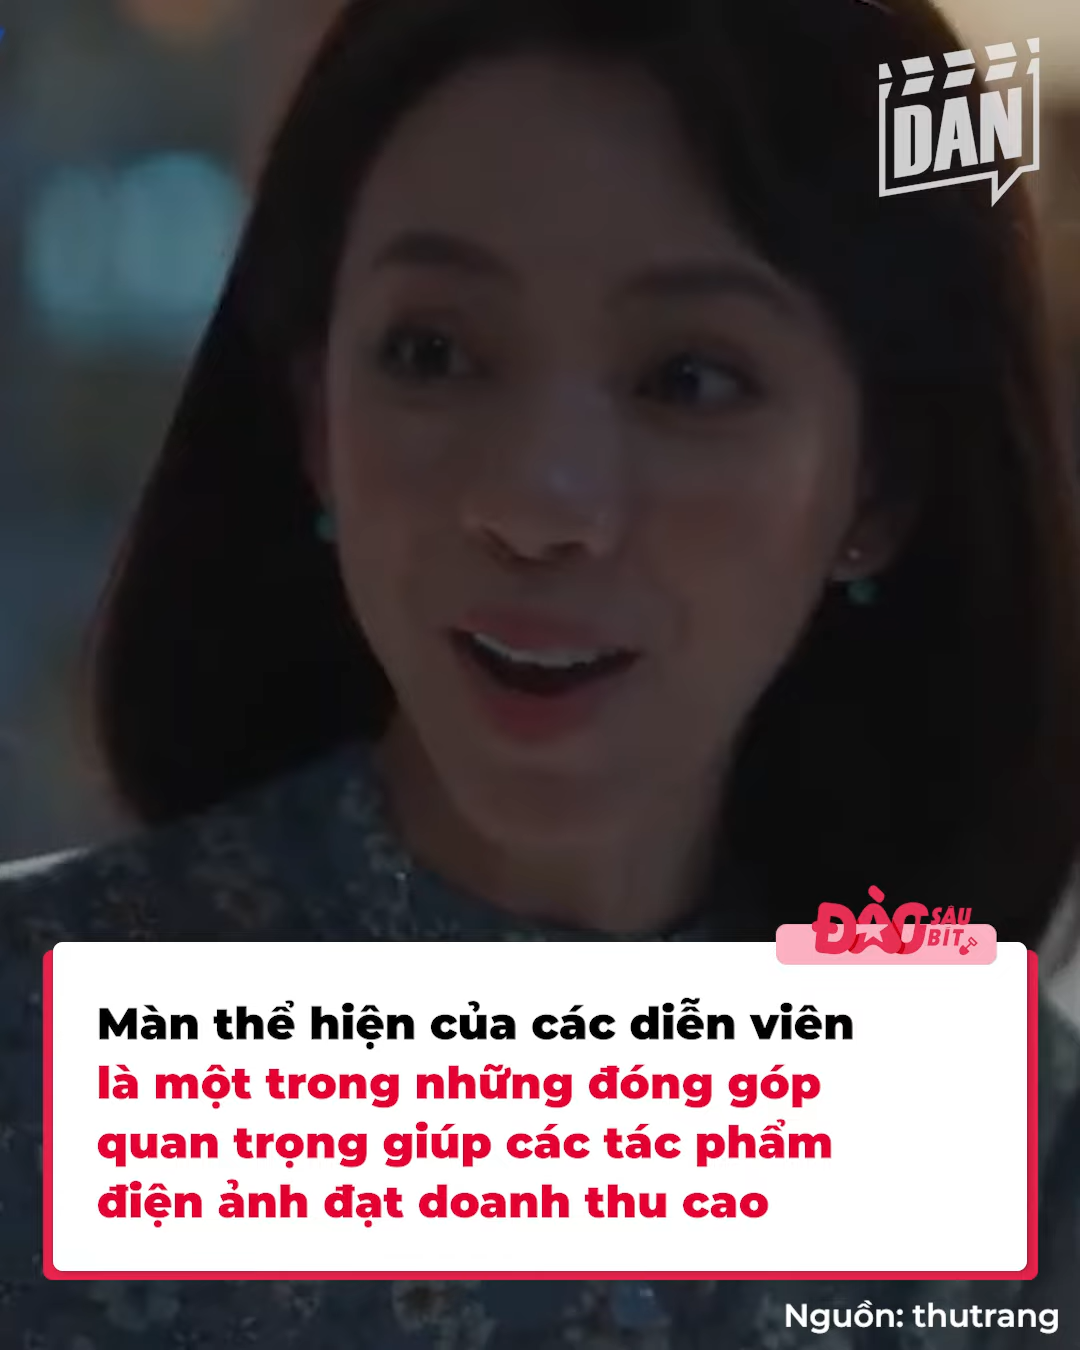 DAN
ĐÀO SÂU
BIT
Màn thể hiện của các diễn viên
là một trong những đóng góp
quan trọng giúp các tác phẩm
điện ảnh đạt doanh thu cao
Nguồn: thutrang